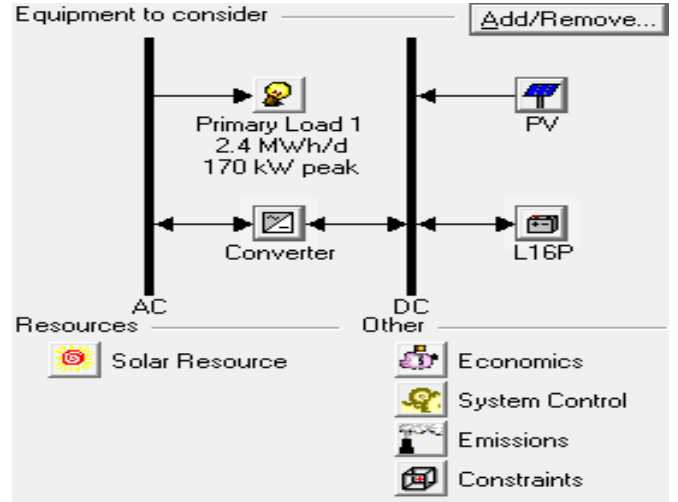 Equipment to consider
Add/Remove...
Primary Load 1
2.4 MWh/d
170 kW peak
PV
Converter
L16P
AC
DC
Resources
Other
Solar Resource
Economics
System Control
Emissions
Constraints